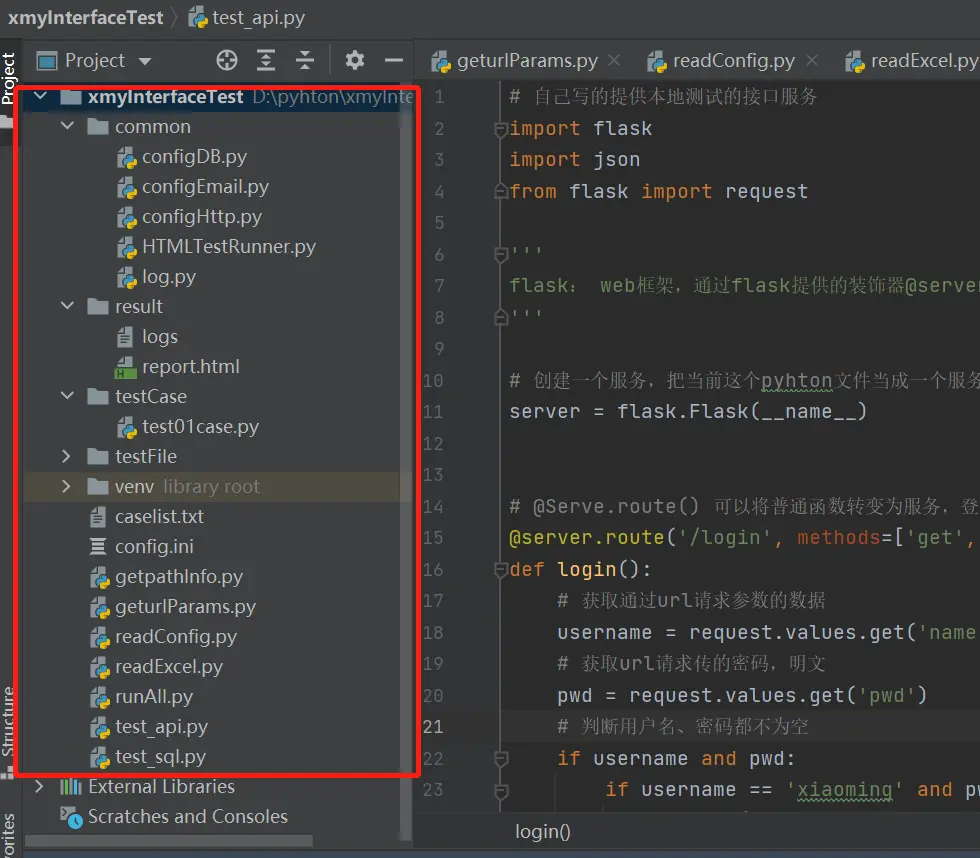 xmyInterfaceTest test_api.py
Project
Project
geturlParams.py
readConfig.py
readExcel.py
xmyInterfaceTest D:\pyhton\xmyInte
common
configDB.py
configEmail.py
configHttp.py
HTMLTestRunner.py
log.py
result
logs
report.html
testCase
test01case.py
testFile
venv library root
caselist.txt
config.ini
getpathInfo.py
geturlParams.py
readConfig.py
readExcel.py
runAll.py
test_api.py
test_sql.py
External Libraries
Scratches and Consoles
Structure
1 # 自己写的提供本地测试的接口服务
2 import flask
3 import json
4 from flask import request
5
6 '''
7 flask: web框架，通过flask提供的装饰器@server
8 '''
9
10 # 创建一个服务，把当前这个pyhton文件当成一个服务
11 server = flask.Flask(__name__)
12
13
14 # @Serve.route() 可以将普通函数转变为服务，登
15 @server.route('/login', methods=['get',
16 def login():
17 # 获取通过url请求参数的数据
18 username = request.values.get('name
19 # 获取url请求传的密码，明文
20 pwd = request.values.get('pwd')
21 # 判断用户名、密码都不为空
22 if username and pwd:
23 if username == 'xiaoming' and pw
login()